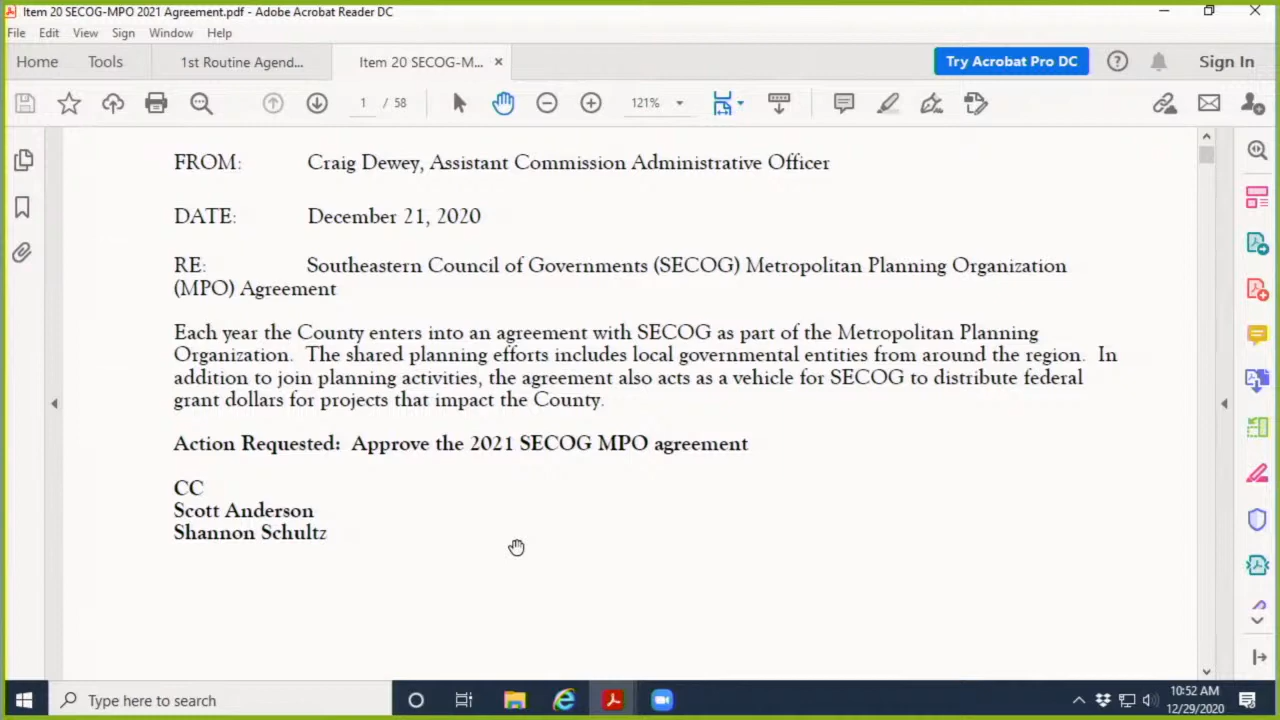 Item 20 SECOG-MPO 2021 Agreement.pdf - Adobe Acrobat Reader DC
File Edit View Sign Window Help
Home Tools 1st Routine Agend... Item 20 SECOG-M... × Try Acrobat Pro DC Sign In
1 / 58 121%
FROM: Craig Dewey, Assistant Commission Administrative Officer
DATE: December 21, 2020
RE: Southeastern Council of Governments (SECOG) Metropolitan Planning Organization
(MPO) Agreement
Each year the County enters into an agreement with SECOG as part of the Metropolitan Planning
Organization. The shared planning efforts includes local governmental entities from around the region. In
addition to join planning activities, the agreement also acts as a vehicle for SECOG to distribute federal
grant dollars for projects that impact the County.
Action Requested: Approve the 2021 SECOG MPO agreement
CC
Scott Anderson
Shannon Schultz
Type here to search
10:52 AM
12/29/2020